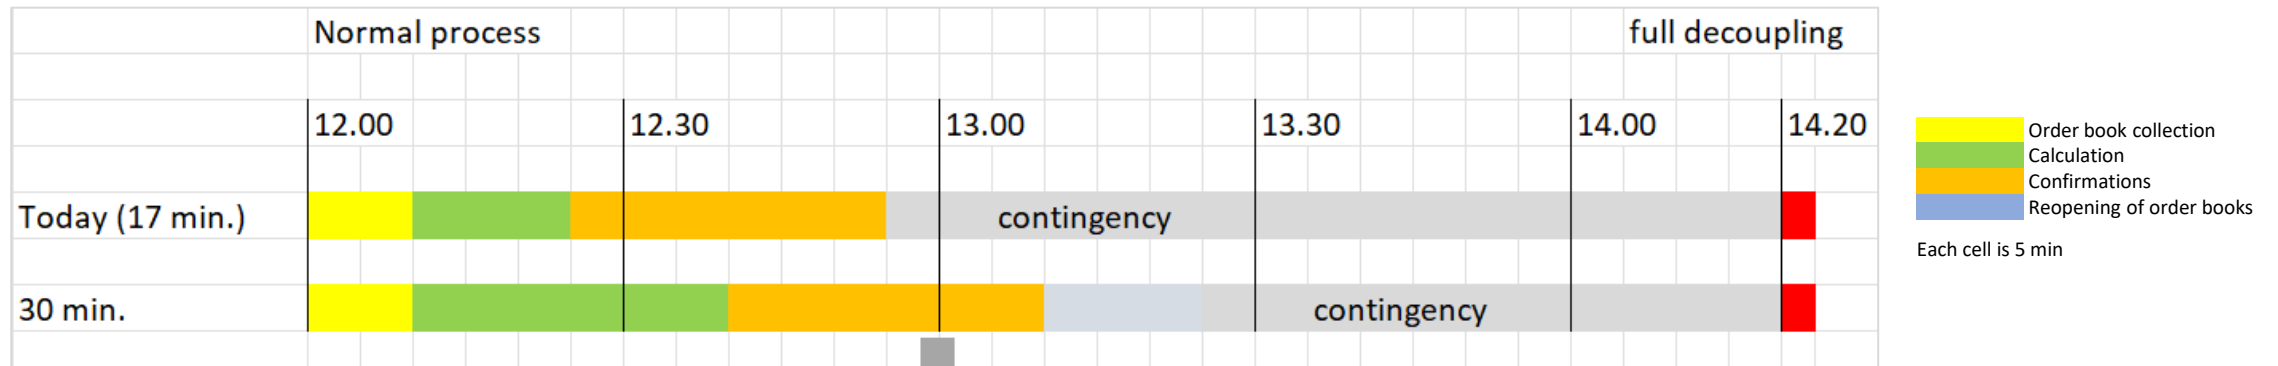 Normal process full decoupling
12.00 12.30 13.00 13.30 14.00 14.20
Today (17 min.) contingency
30 min. contingency
Order book collection
Calculation
Confirmations
Reopening of order books
Each cell is 5 min